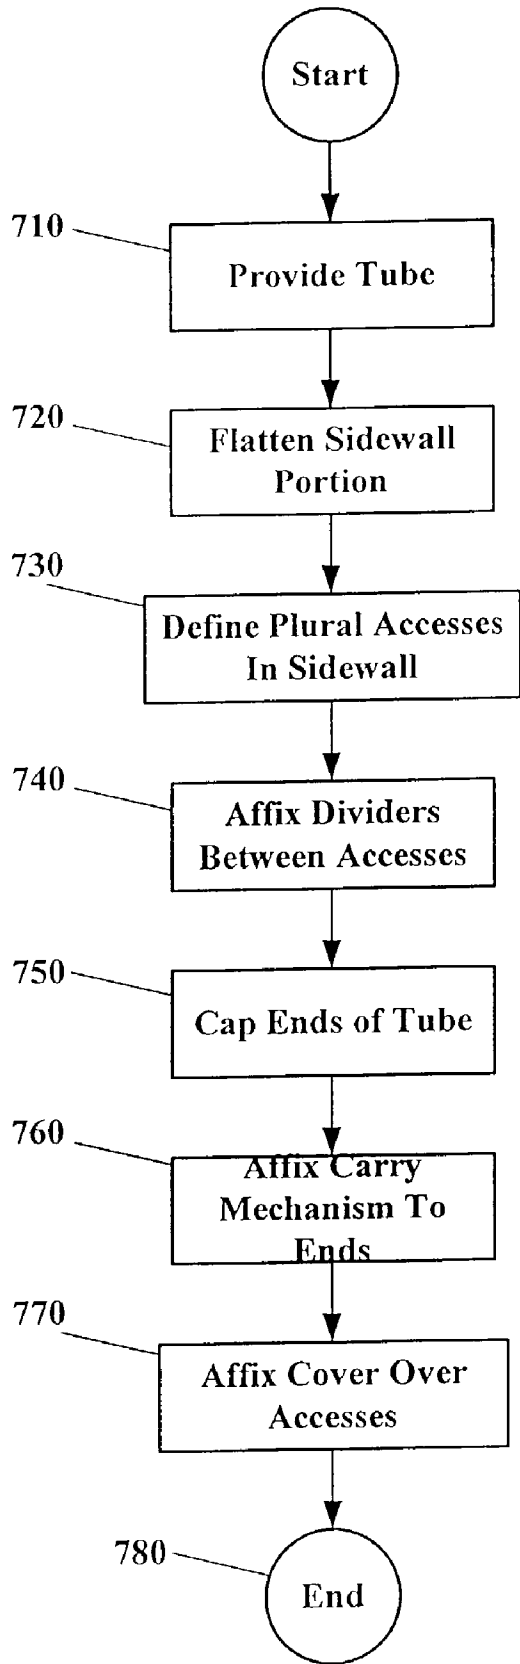 Start
710
Provide Tube
720
Flatten Sidewall
Portion
730
Define Plural Accesses
In Sidewall
740
Affix Dividers
Between Accesses
750
Cap Ends of Tube
760
Affix Carry
Mechanism To
Ends
770
Affix Cover Over
Accesses
780
End